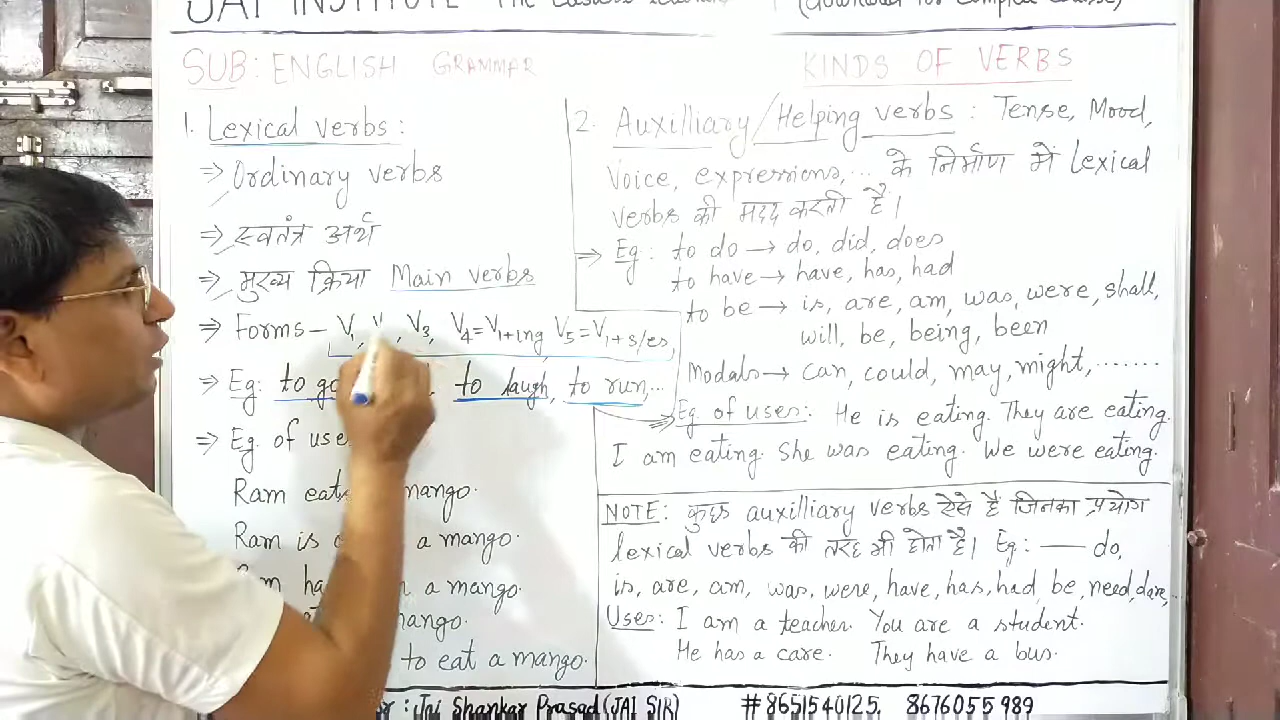 JAI INSTITUTE
SUB: ENGLISH GRAMMAR
KINDS OF VERBS
1. Lexical verbs:
⇒ Ordinary verbs
⇒ स्वतंत्र अर्थ
⇒ मुख्य क्रिया Main verbs
⇒ Forms – V1, V3, V4=V1+ing V5=V1+s/es,
⇒ Eg: to go to laugh, to run,...
⇒ Eg. of use
Ram eats mango.
Ram is a mango.
a mango.
mango.
to eat a mango.
2. Auxilliary/Helping verbs: Tense, Mood,
Voice, expressions,... के निर्माण में Lexical
verbs की मदद करती है।
⇒ Eg: to do → do, did, does
to have → have, has, had
to be → is, are, am, was, were, shall,
will, be, being, been
Modals → can, could, may, might,.......
Eg. of uses: He is eating. They are eating.
I am eating. She was eating. We were eating.
NOTE: कुछ auxilliary verbs ऐसे हैं जिनका प्रयोग
lexical verbs की तरह भी होता है। Eg: — do,
is, are, am, was, were, have, has, had, be, need, dare,..
Uses: I am a teacher. You are a student.
He has a care. They have a bus.
: Jai Shankar Prasad (JAI SIR) # 8651540125, 8676055989